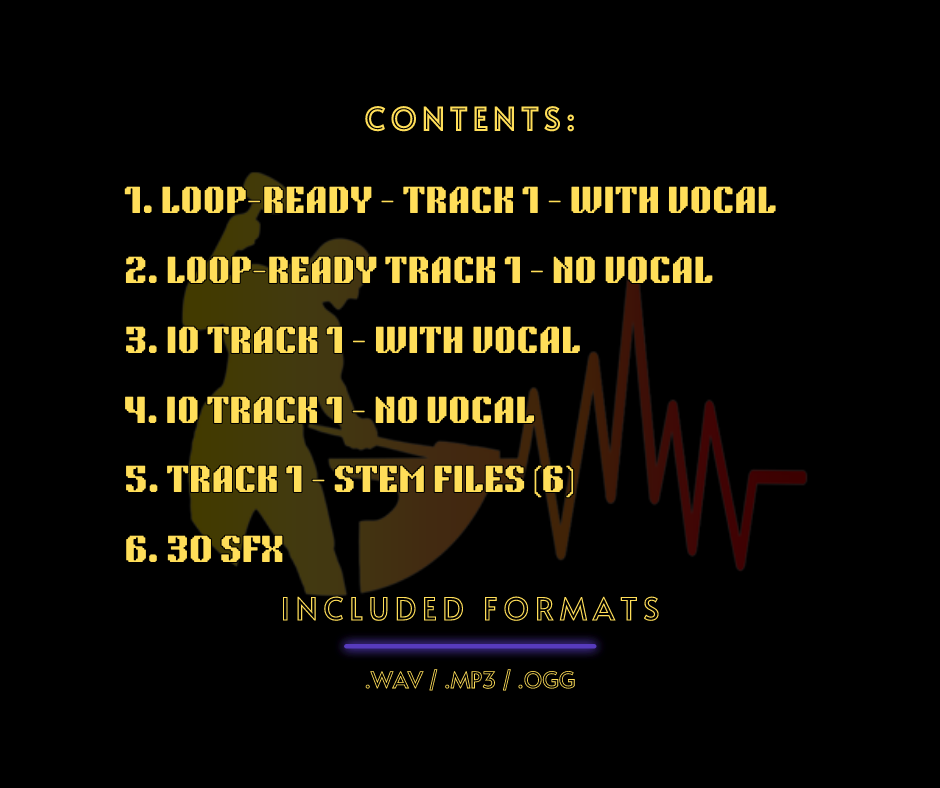 CONTENTS:
1. LOOP-READY - TRACK 1 - WITH VOCAL
2. LOOP-READY TRACK 1 - NO VOCAL
3. IO TRACK 1 - WITH VOCAL
4. IO TRACK 1 - NO VOCAL
5. TRACK 1 - STEM FILES (6)
6. 30 SFX
INCLUDED FORMATS
.WAV / .MP3 / .OGG